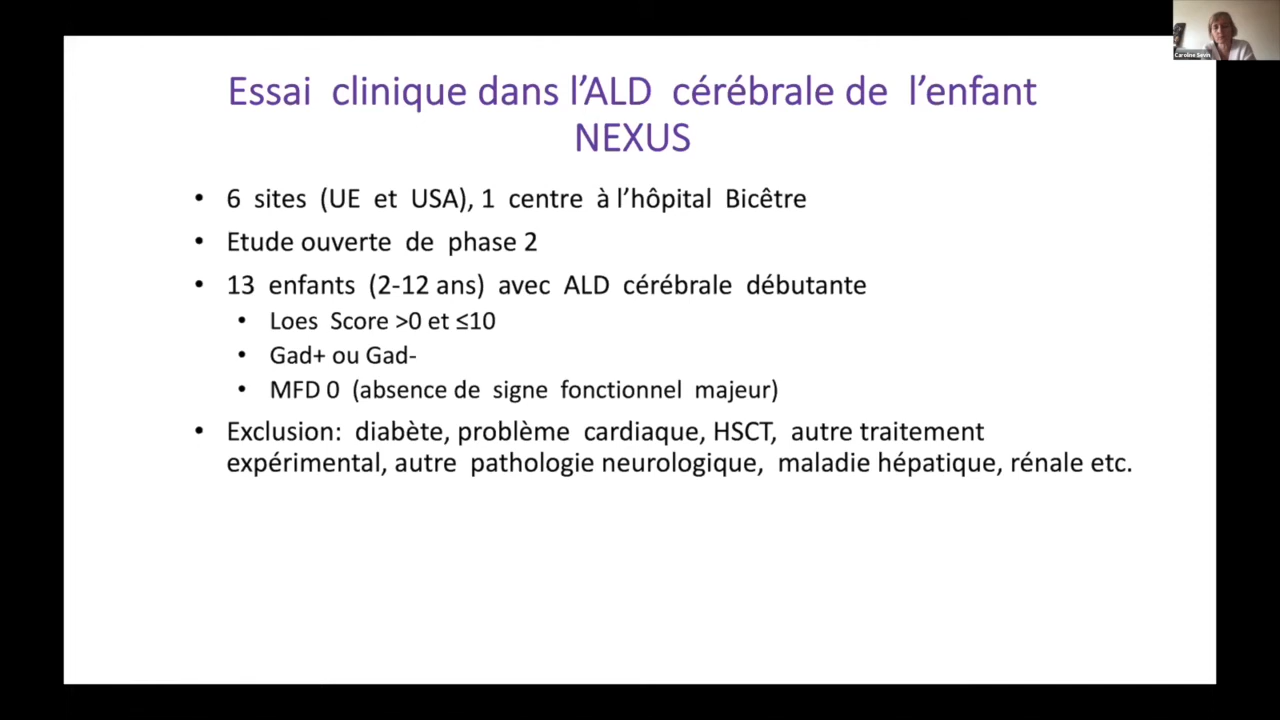 Caroline Sevin
Essai clinique dans l'ALD cérébrale de l'enfant
NEXUS
• 6 sites (UE et USA), 1 centre à l'hôpital Bicêtre
• Etude ouverte de phase 2
• 13 enfants (2-12 ans) avec ALD cérébrale débutante
• Loes Score >0 et ≤10
• Gad+ ou Gad-
• MFD 0 (absence de signe fonctionnel majeur)
• Exclusion: diabète, problème cardiaque, HSCT, autre traitement
expérimental, autre pathologie neurologique, maladie hépatique, rénale etc.